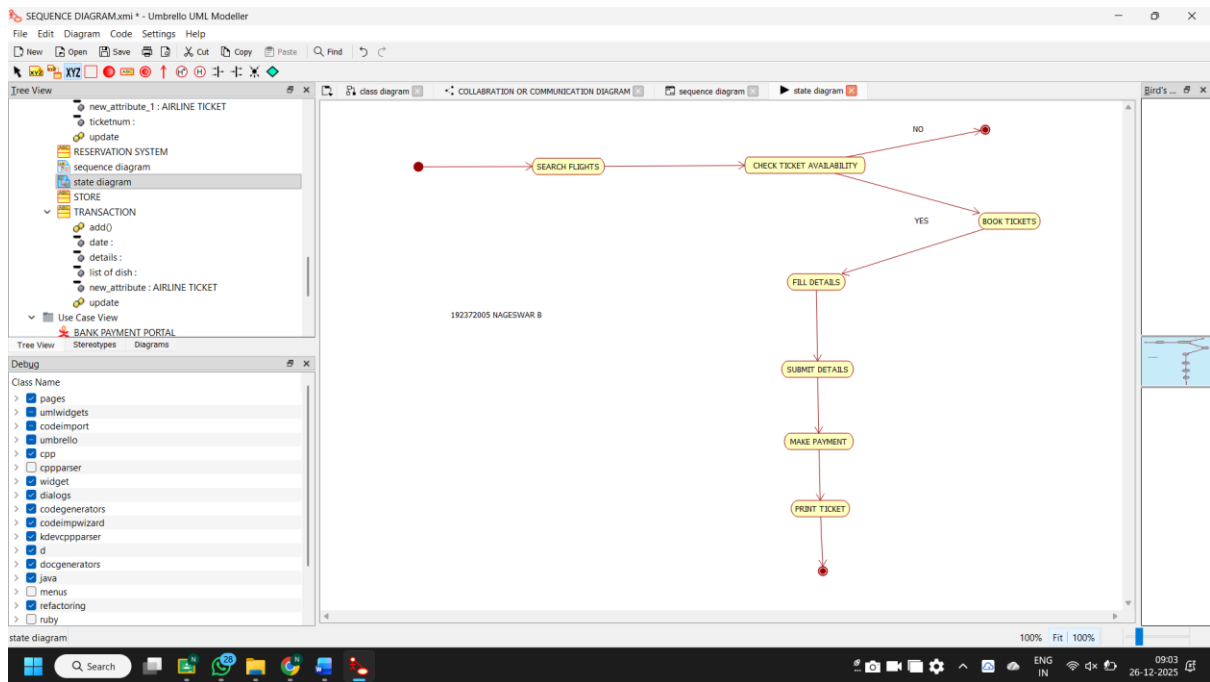 SEQUENCE DIAGRAM.xmi * - Umbrello UML Modeller
File Edit Diagram Code Settings Help
New Open Save Cut Copy Paste Find
XYZ XYZ ABC H* H
Tree View
new_attribute_1 : AIRLINE TICKET
ticketnum :
update
RESERVATION SYSTEM
sequence diagram
state diagram
STORE
TRANSACTION
add()
date :
details :
list of dish :
new_attribute : AIRLINE TICKET
update
Use Case View
BANK PAYMENT PORTAL
Tree View Stereotypes Diagrams
Debug
Class Name
pages
umlwidgets
codeimport
umbrello
cpp
cppparser
widget
dialogs
codegenerators
codeimpwizard
kdevcppparser
d
docgenerators
java
menus
refactoring
ruby
class diagram COLLABRATION OR COMMUNICATION DIAGRAM sequence diagram state diagram
Bird's ...
NO
SEARCH FLIGHTS
CHECK TICKET AVAILABILITY
YES
BOOK TICKETS
FILL DETAILS
192372005 NAGESWAR B
SUBMIT DETAILS
MAKE PAYMENT
PRINT TICKET
state diagram
100% Fit 100%
Search
28
ENG
IN
09:03
26-12-2025